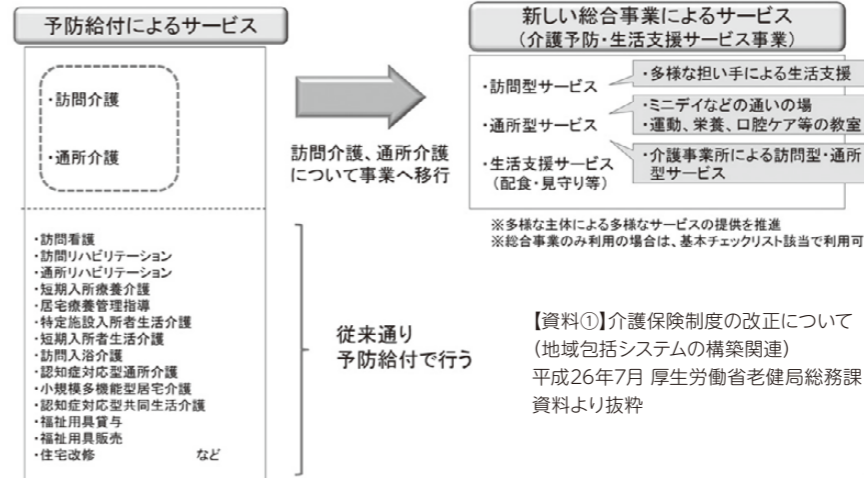 予防給付によるサービス
・訪問介護
・通所介護
訪問介護、通所介護
について事業へ移行
新しい総合事業によるサービス
(介護予防・生活支援サービス事業)
・訪問型サービス
・多様な担い手による生活支援
・通所型サービス
・ミニデイなどの通いの場
・運動、栄養、口腔ケア等の教室
・生活支援サービス
(配食・見守り等)
・介護事業所による訪問型・通所
型サービス
※多様な主体による多様なサービスの提供を推進
※総合事業のみ利用の場合は、基本チェックリスト該当で利用可
・訪問看護
・訪問リハビリテーション
・通所リハビリテーション
・短期入所療養介護
・居宅療養管理指導
・特定施設入所者生活介護
・短期入所者生活介護
・訪問入浴介護
・認知症対応型通所介護
・小規模多機能型居宅介護
・認知症対応型共同生活介護
・福祉用具貸与
・福祉用具販売
・住宅改修 など
従来通り
予防給付で行う
【資料①】介護保険制度の改正について
(地域包括システムの構築関連)
平成26年7月 厚生労働省老健局総務課
資料より抜粋